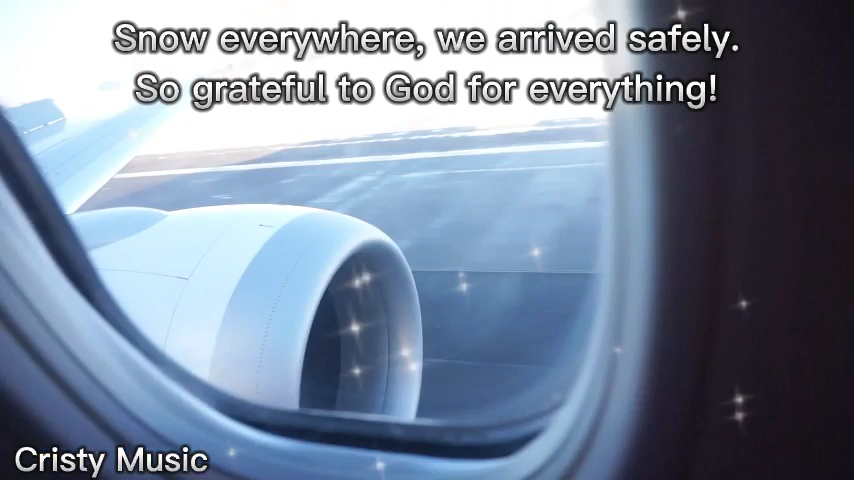 Snow everywhere, we arrived safely.
So grateful to God for everything!
Cristy Music